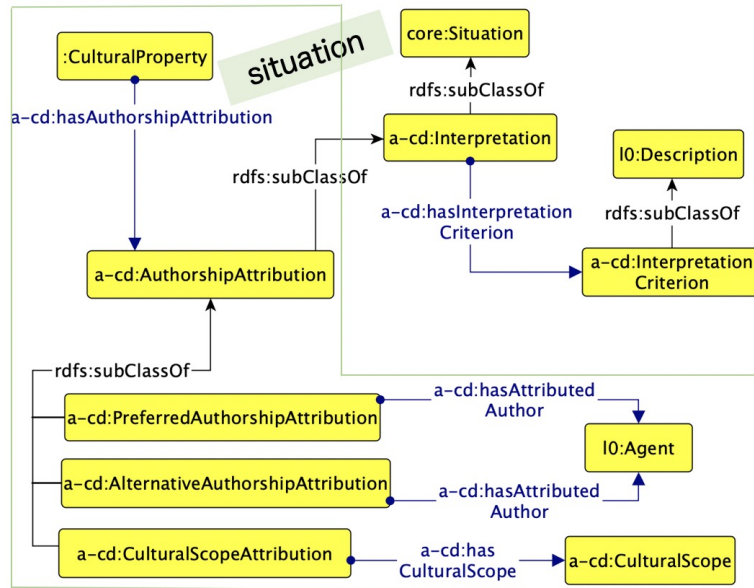 core:Situation
:CulturalProperty
situation
rdfs:subClassOf
a-cd:hasAuthorshipAttribution
a-cd:Interpretation
l0:Description
rdfs:subClassOf
a-cd:hasInterpretation
Criterion
rdfs:subClassOf
a-cd:AuthorshipAttribution
a-cd:Interpretation
Criterion
rdfs:subClassOf
a-cd:PreferredAuthorshipAttribution
a-cd:hasAttributed
Author
l0:Agent
a-cd:AlternativeAuthorshipAttribution
a-cd:hasAttributed
Author
a-cd:CulturalScopeAttribution
a-cd:has
CulturalScope
a-cd:CulturalScope